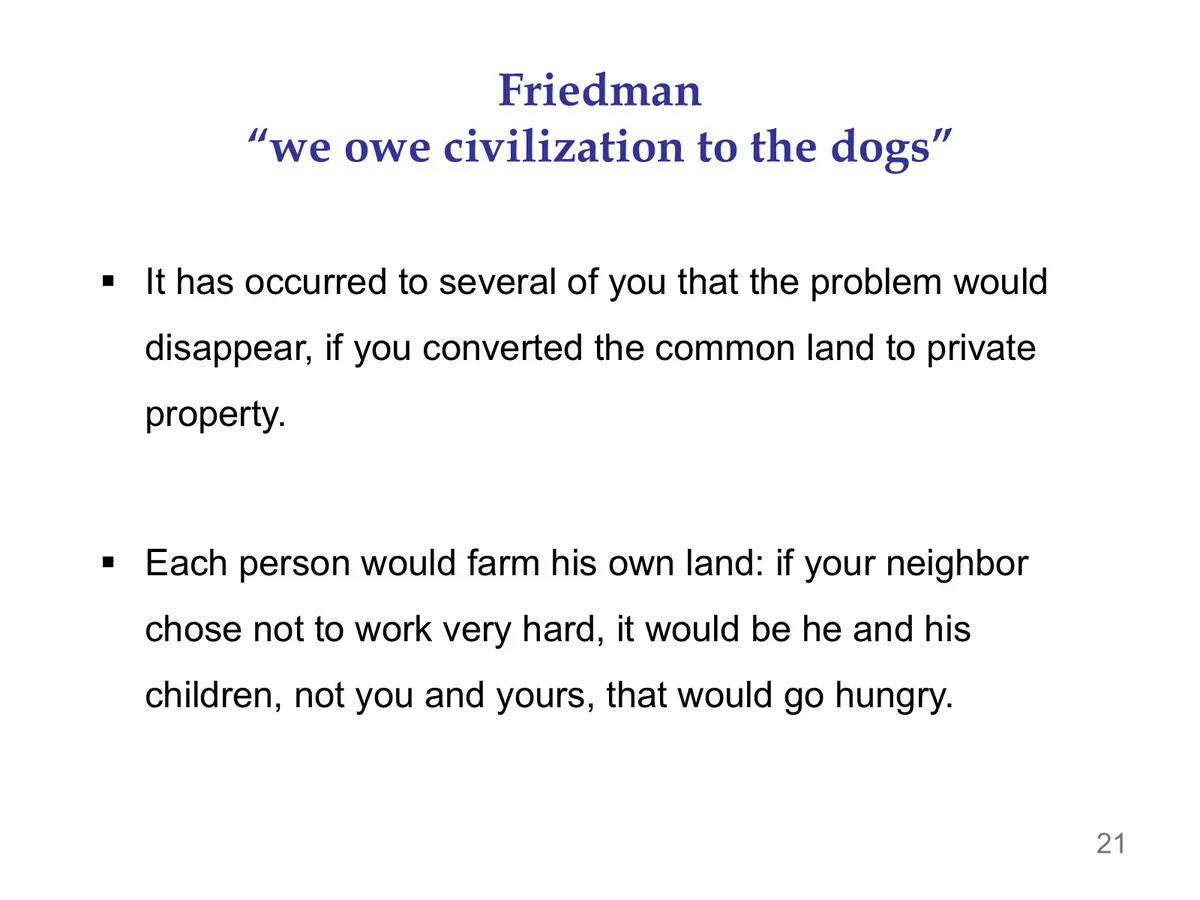 Friedman
“we owe civilization to the dogs”
▪ It has occurred to several of you that the problem would
disappear, if you converted the common land to private
property.
▪ Each person would farm his own land: if your neighbor
chose not to work very hard, it would be he and his
children, not you and yours, that would go hungry.
21